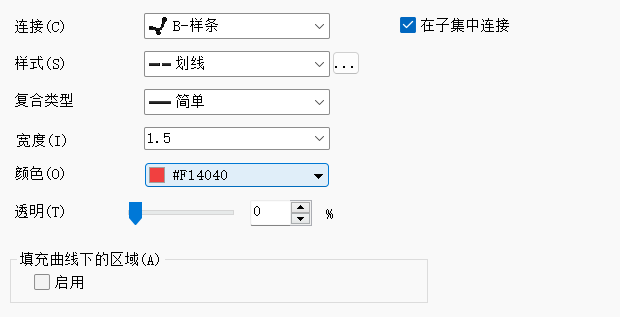 连接(C) B-样条 在子集中连接
样式(S) 划线 ...
复合类型 简单
宽度(I) 1.5
颜色(O) #F14040
透明(T) 0 %
填充曲线下的区域(A)
启用